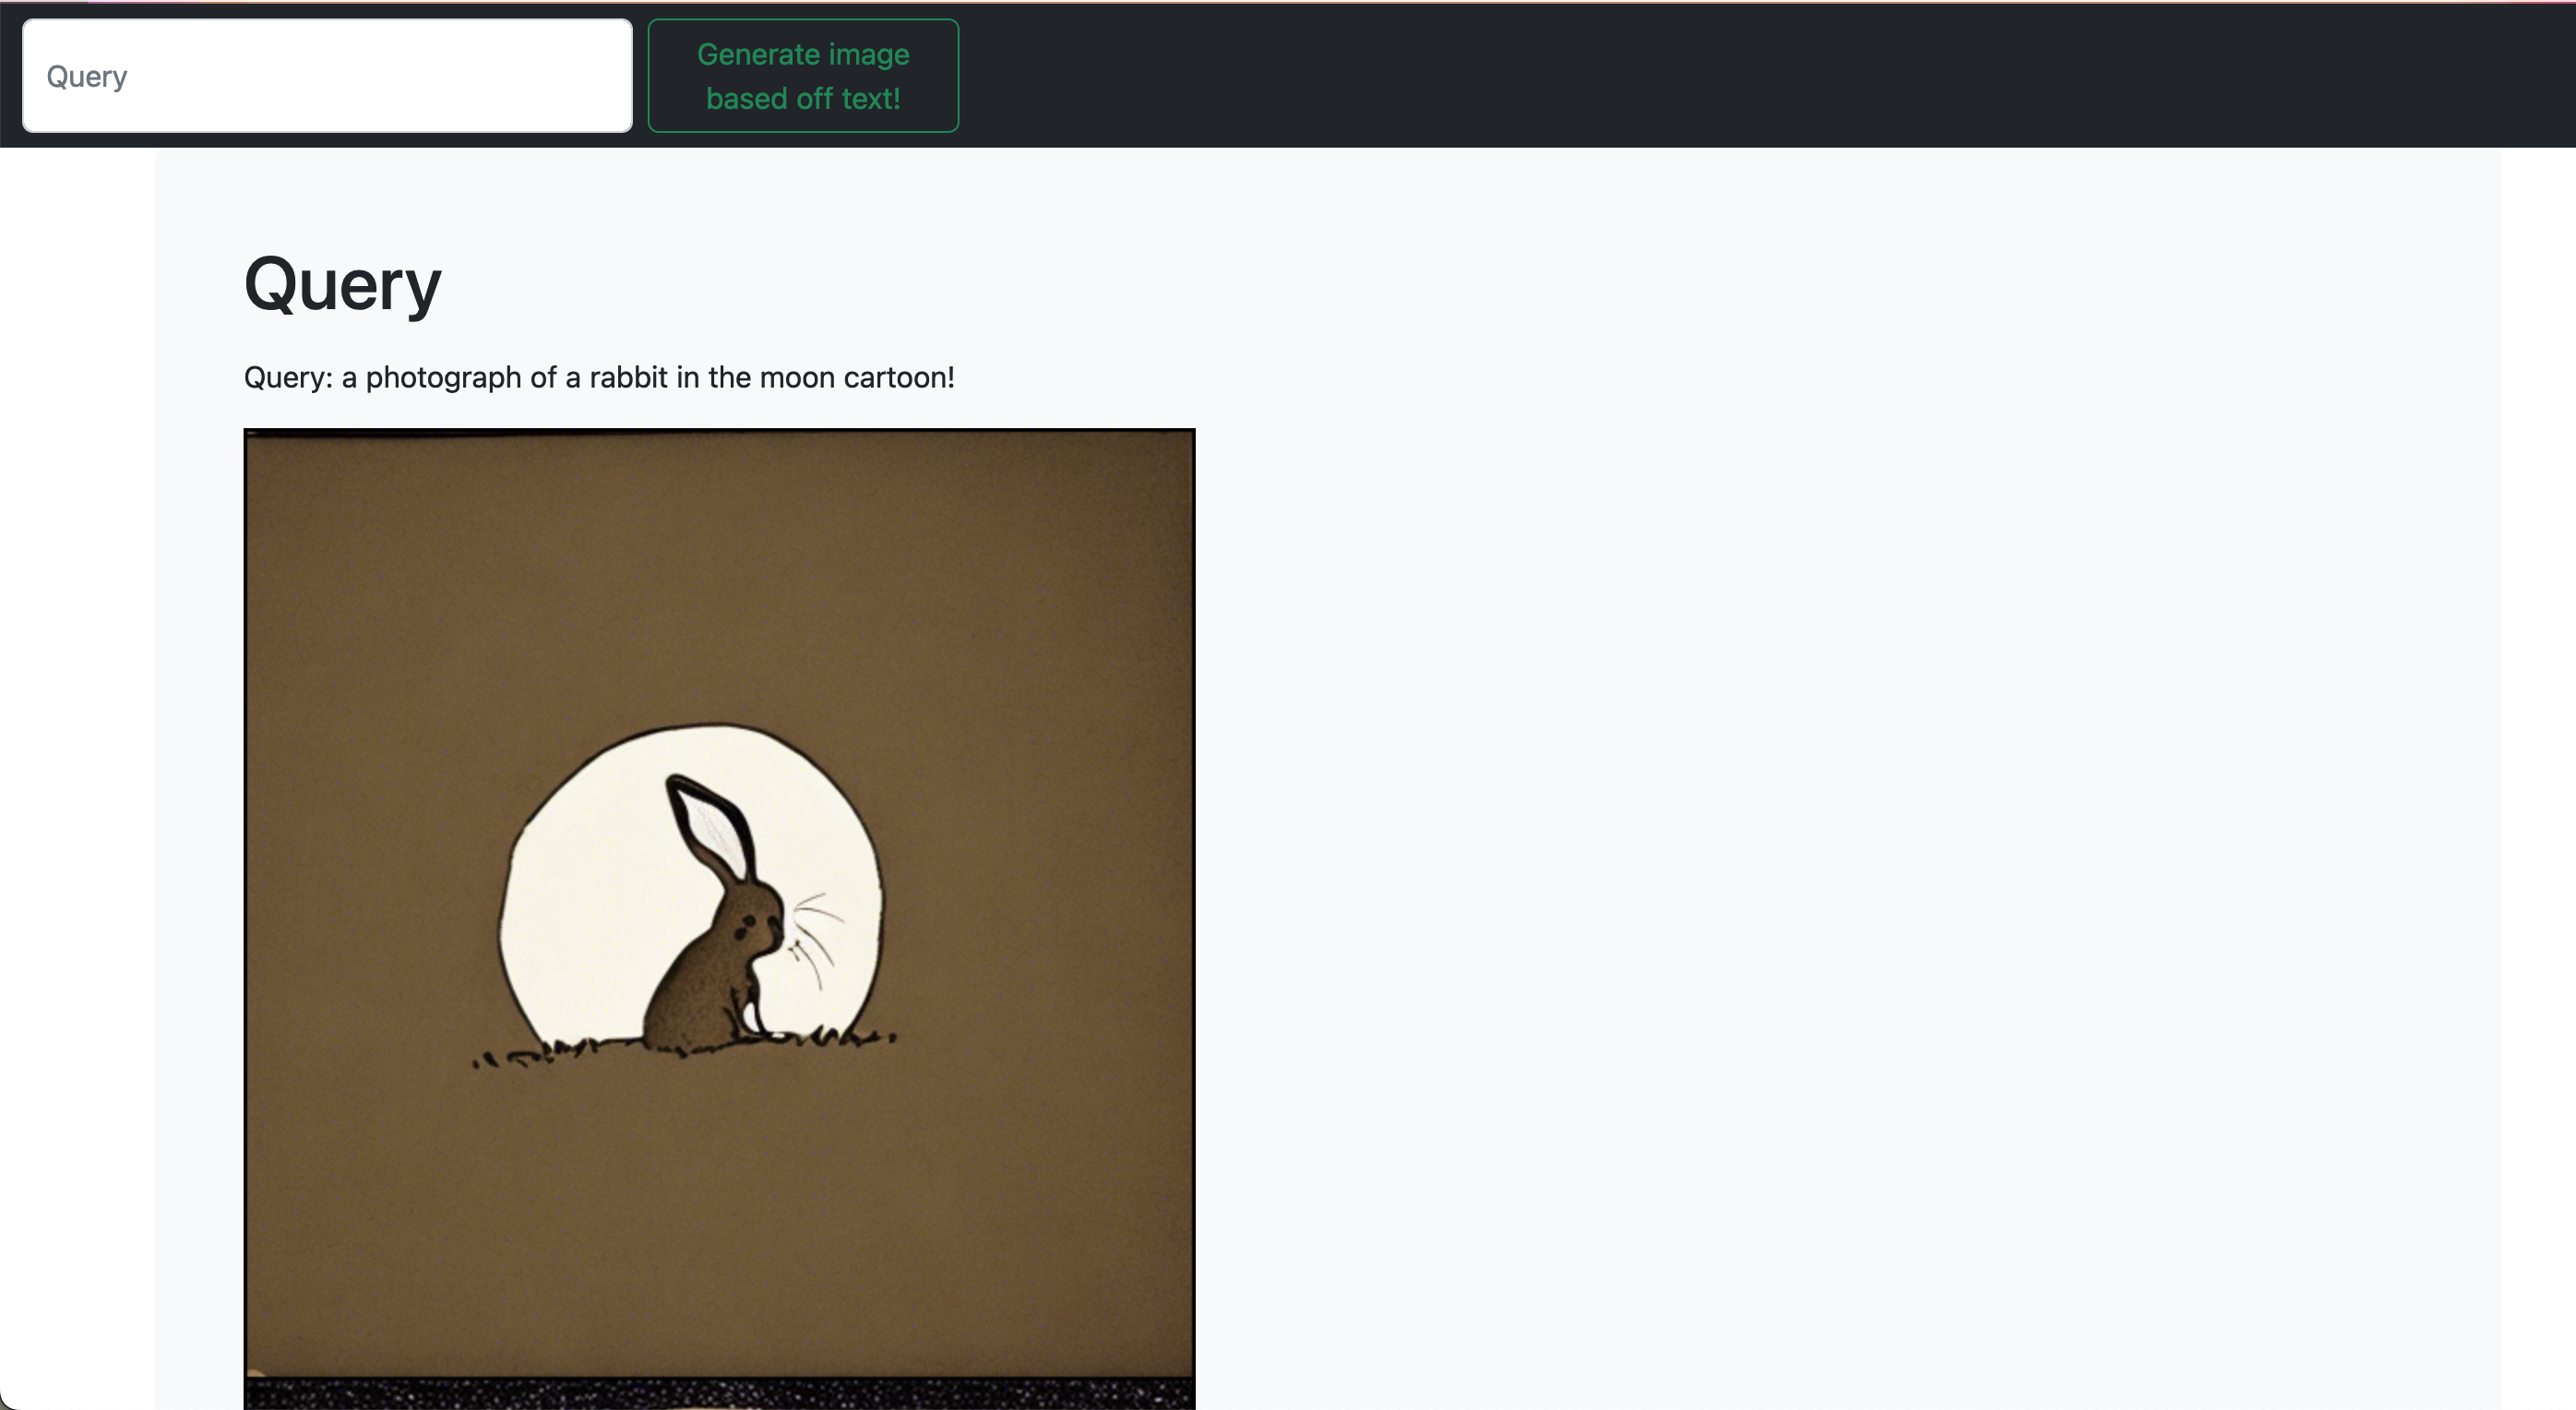 Query
Generate image
based off text!
Query
Query: a photograph of a rabbit in the moon cartoon!